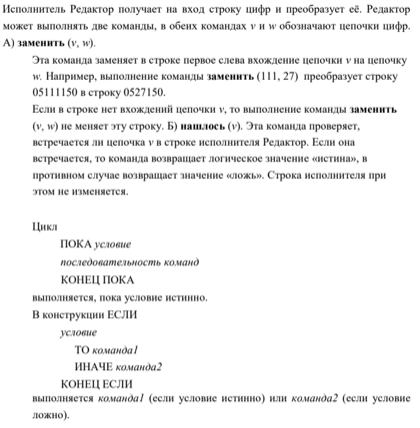 Исполнитель Редактор получает на вход строку цифр и преобразует её. Редактор
может выполнять две команды, в обеих командах v и w обозначают цепочки цифр.
А) заменить (v, w).
Эта команда заменяет в строке первое слева вхождение цепочки v на цепочку
w. Например, выполнение команды заменить (111, 27) преобразует строку
05111150 в строку 0527150.
Если в строке нет вхождений цепочки v, то выполнение команды заменить
(v, w) не меняет эту строку. Б) нашлось (v). Эта команда проверяет,
встречается ли цепочка v в строке исполнителя Редактор. Если она
встречается, то команда возвращает логическое значение «истина», в
противном случае возвращает значение «ложь». Строка исполнителя при
этом не изменяется.
Цикл
ПОКА условие
последовательность команд
КОНЕЦ ПОКА
выполняется, пока условие истинно.
В конструкции ЕСЛИ
условие
ТО команда1
ИНАЧЕ команда2
КОНЕЦ ЕСЛИ
выполняется команда1 (если условие истинно) или команда2 (если условие
ложно).